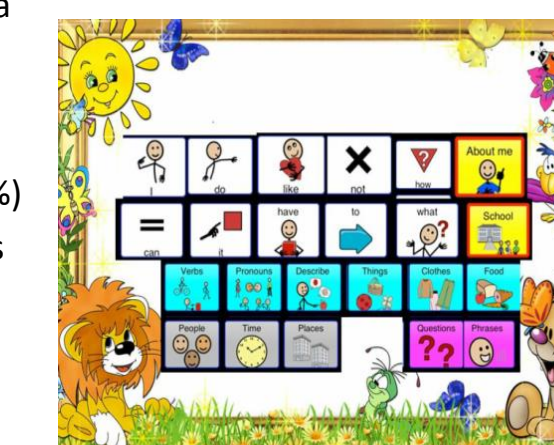 a
%)
s
About me
I do like not how
School
have to what
can it
Verbs Pronouns Describe Things Clothes Food
People Time Places Questions Phrases